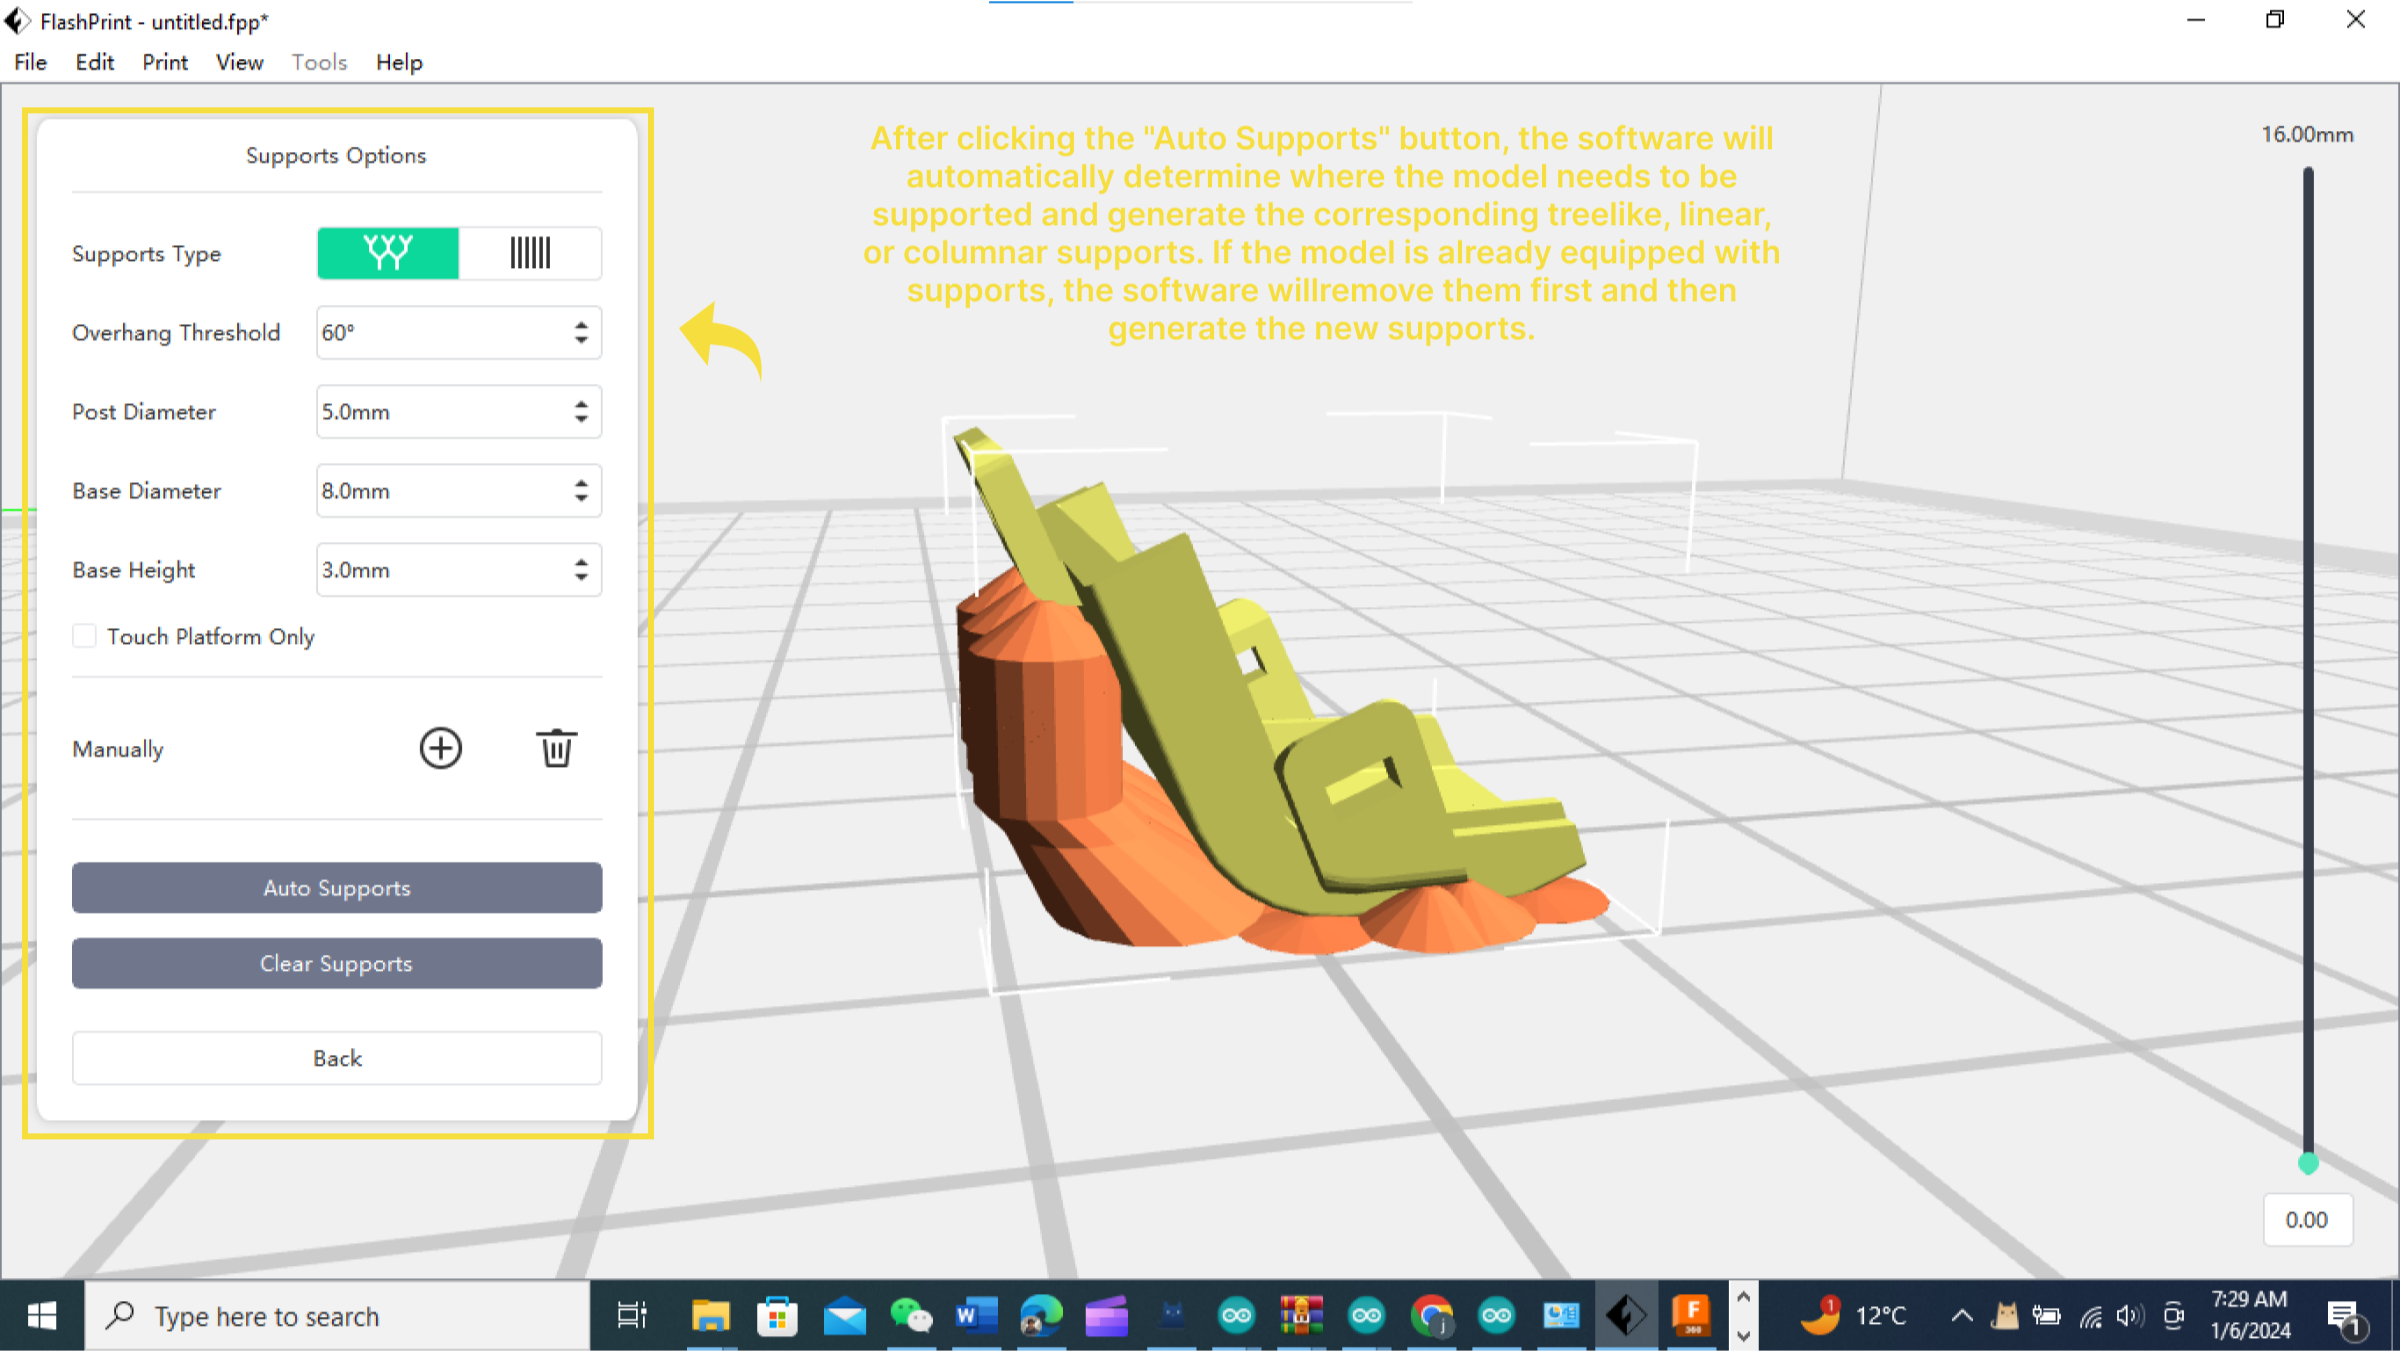 FlashPrint - untitled.fpp*
File Edit Print View Tools Help
Supports Options
Supports Type
Overhang Threshold 60°
Post Diameter 5.0mm
Base Diameter 8.0mm
Base Height 3.0mm
Touch Platform Only
Manually
Auto Supports
Clear Supports
Back
After clicking the "Auto Supports" button, the software will
automatically determine where the model needs to be
supported and generate the corresponding treelike, linear,
or columnar supports. If the model is already equipped with
supports, the software willremove them first and then
generate the new supports.
16.00mm
0.00
Type here to search
W
j
F
360
1
12°C
7:29 AM
1/6/2024
1